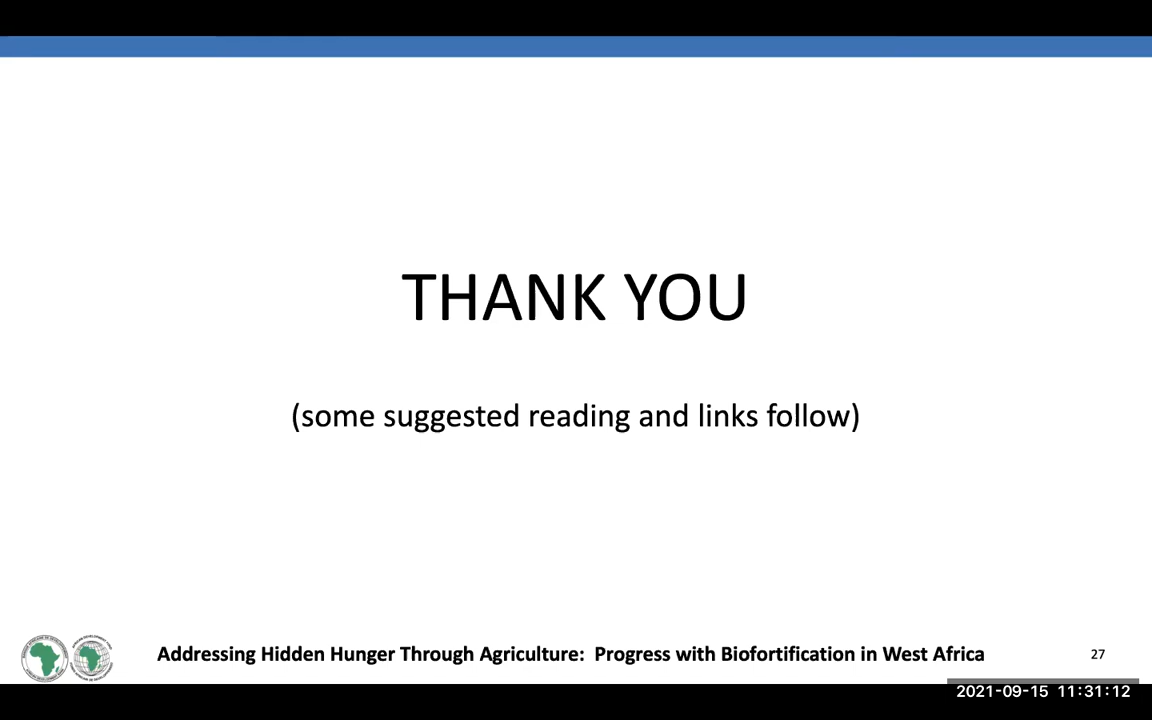 THANK YOU
(some suggested reading and links follow)
Addressing Hidden Hunger Through Agriculture:  Progress with Biofortification in West Africa
27
2021-09-15 11:31:12